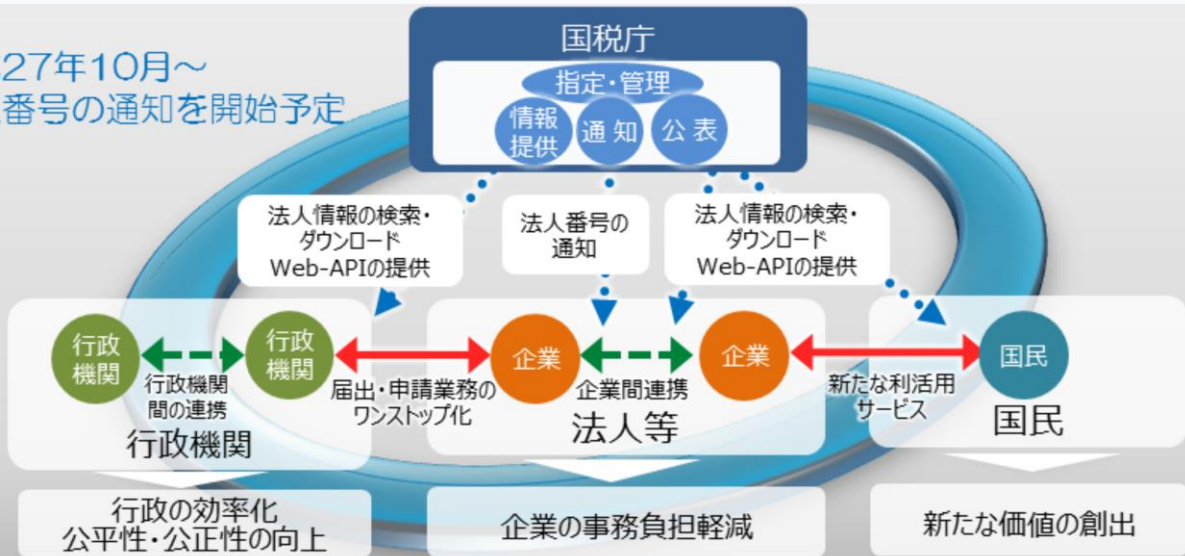 国税庁
指定・管理
情報
提供
通 知
公 表
27年10月～
番号の通知を開始予定
法人情報の検索・
ダウンロード
Web-APIの提供
法人番号の
通知
法人情報の検索・
ダウンロード
Web-APIの提供
行政
機関
行政
機関
企業
企業
国民
行政機関
間の連携
届出・申請業務の
ワンストップ化
企業間連携
新たな利活用
サービス
行政機関
法人等
国民
行政の効率化
公平性・公正性の向上
企業の事務負担軽減
新たな価値の創出